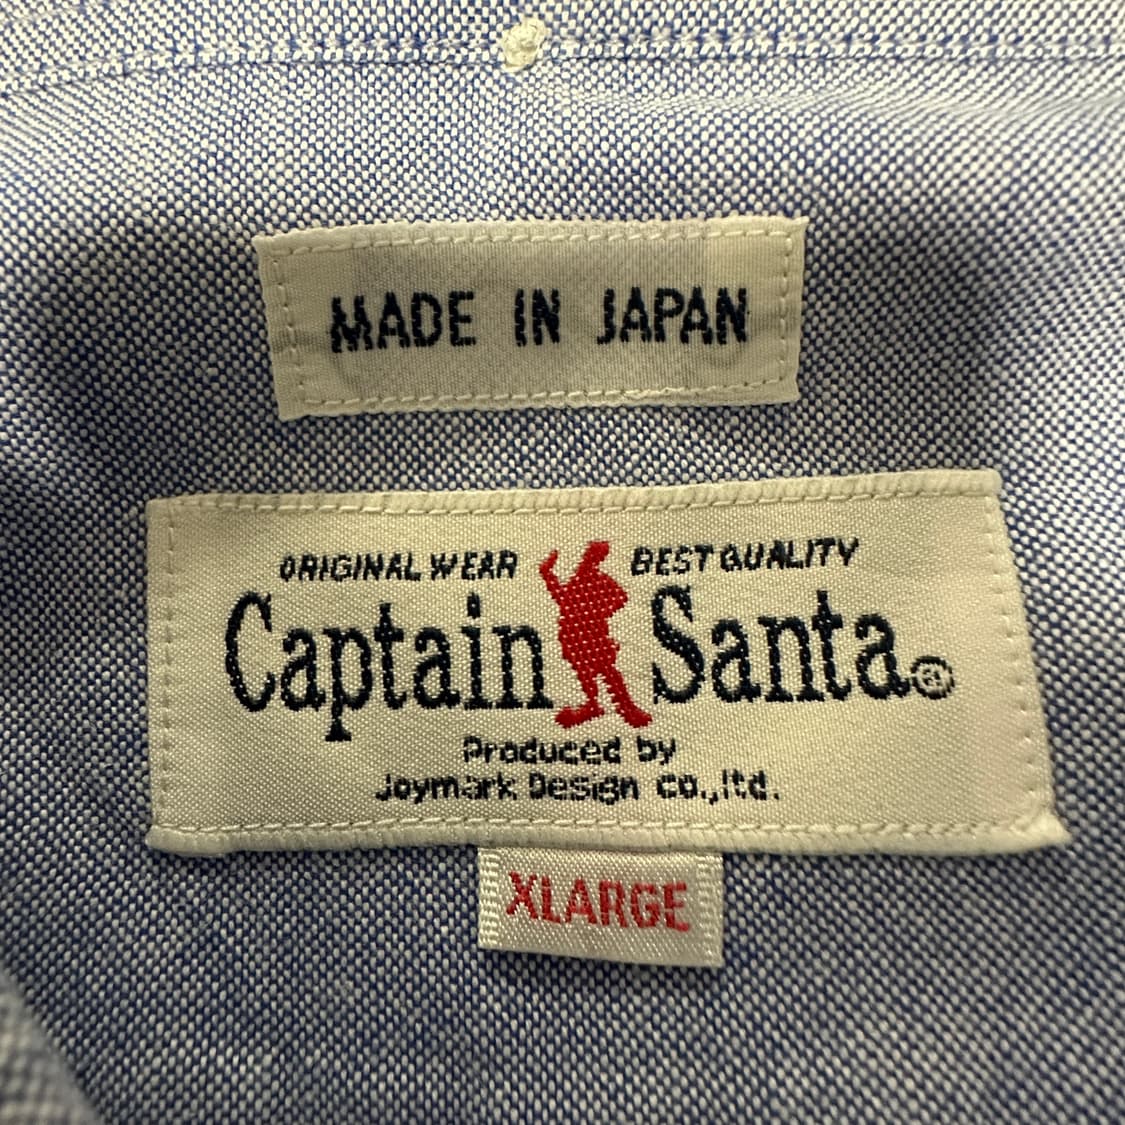 MADE IN JAPAN
ORIGINAL WEAR BEST QUALITY
Captain Santa®
Produced by
Joymark Design co.,ltd.
XLARGE